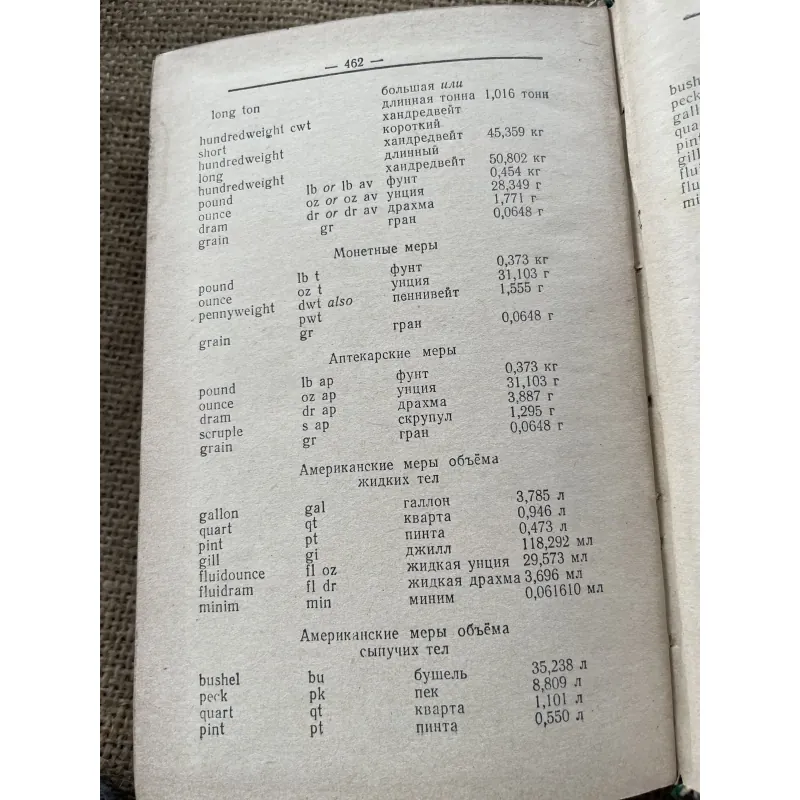 — 462 —
long ton большая или
длинная тонна 1,016 тонн
hundredweight cwt хандредвейт
short короткий
hundredweight хандредвейт 45,359 кг
long длинный
hundredweight хандредвейт 50,802 кг
pound lb or lb av фунт 0,454 кг
ounce oz or oz av унция 28,349 г
dram dr or dr av драхма 1,771 г
grain gr гран 0,0648 г
Монетные меры
pound lb t фунт 0,373 кг
ounce oz t унция 31,103 г
pennyweight dwt also пеннивейт 1,555 г
pwt
grain gr гран 0,0648 г
Аптекарские меры
pound lb ap фунт 0,373 кг
ounce oz ap унция 31,103 г
dram dr ap драхма 3,887 г
scruple s ap скрупул 1,295 г
grain gr гран 0,0648 г
Американские меры объёма
жидких тел
gallon gal галлон 3,785 л
quart qt кварта 0,946 л
pint pt пинта 0,473 л
gill gi джилл 118,292 мл
fluidounce fl oz жидкая унция 29,573 мл
fluidram fl dr жидкая драхма 3,696 мл
minim min миним 0,061610 мл
Американские меры объёма
сыпучих тел
bushel bu бушель 35,238 л
peck pk пек 8,809 л
quart qt кварта 1,101 л
pint pt пинта 0,550 л
bush
peck
gall
qua
pint
gill
flui
flu
mi